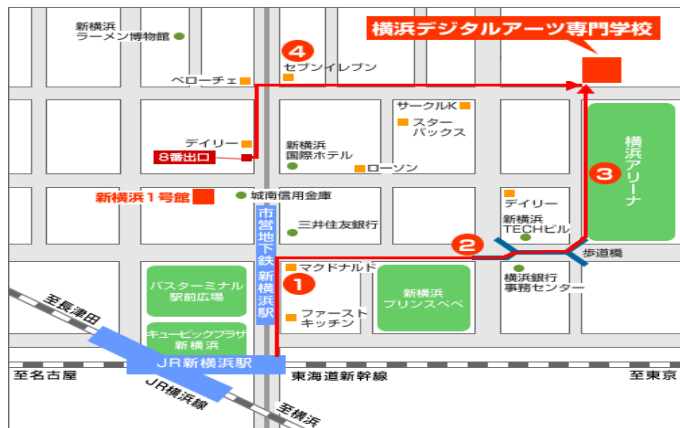 新横浜
ラーメン博物館
4
セブンイレブン
横浜デジタルアーツ専門学校
ベローチェ
サークルK
スター
バックス
デイリー
8番出口
新横浜
国際ホテル
ローソン
横浜アリーナ
3
新横浜1号館
城南信用金庫
デイリー
新横浜
TECHビル
市営地下鉄 新横浜駅
三井住友銀行
2
歩道橋
マクドナルド
1
横浜銀行
事務センター
バスターミナル
駅前広場
新横浜
プリンスペペ
ファースト
キッチン
至長津田
キュービックプラザ
新横浜
JR新横浜駅
至名古屋
東海道新幹線
至東京
JR横浜線
至横浜